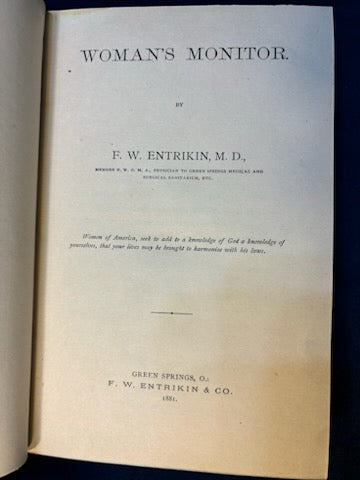 WOMAN'S MONITOR.
BY
F. W. ENTRIKIN, M. D.,
MEMBER N. W. O. M. A., PHYSICIAN TO GREEN SPRINGS MEDICAL AND
SURGICAL SANITARIUM, ETC.
Women of America, seek to add to a knowledge of God a knowledge of
yourselves, that your lives may be brought to harmonize with his laws.
GREEN SPRINGS, O.:
F. W. ENTRIKIN & CO.
1881.